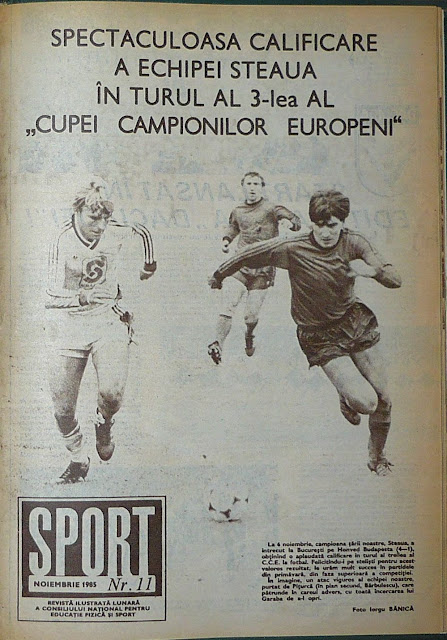 SPECTACULOASA CALIFICARE
A ECHIPEI STEAUA
ÎN TURUL AL 3-lea AL
„CUPEI CAMPIONILOR EUROPENI"
SPORT
NOIEMBRIE 1985 Nr. 11
REVISTĂ ILUSTRATĂ LUNARĂ
A CONSILIULUI NAȚIONAL PENTRU
EDUCAȚIE FIZICĂ ȘI SPORT
La 6 noiembrie, campioana țării noastre, Steaua, a
întrecut la București pe Honved Budapesta (4—1),
obținînd o aplaudată calificare în turul al treilea al
C.C.E. la fotbal. Felicitîndu-i pe steliști pentru acest
valoros rezultat, le urăm mult succes în partidele
din primăvară, din faza superioară a competiției.
În imagine, un atac viguros al echipei noastre,
purtat de Pițurcă (în plan secund, Bărbulescu), care
pătrunde în careul advers, cu toată încercarea lui
Garaba de a-l opri.
Foto Iorgu BĂNICĂ